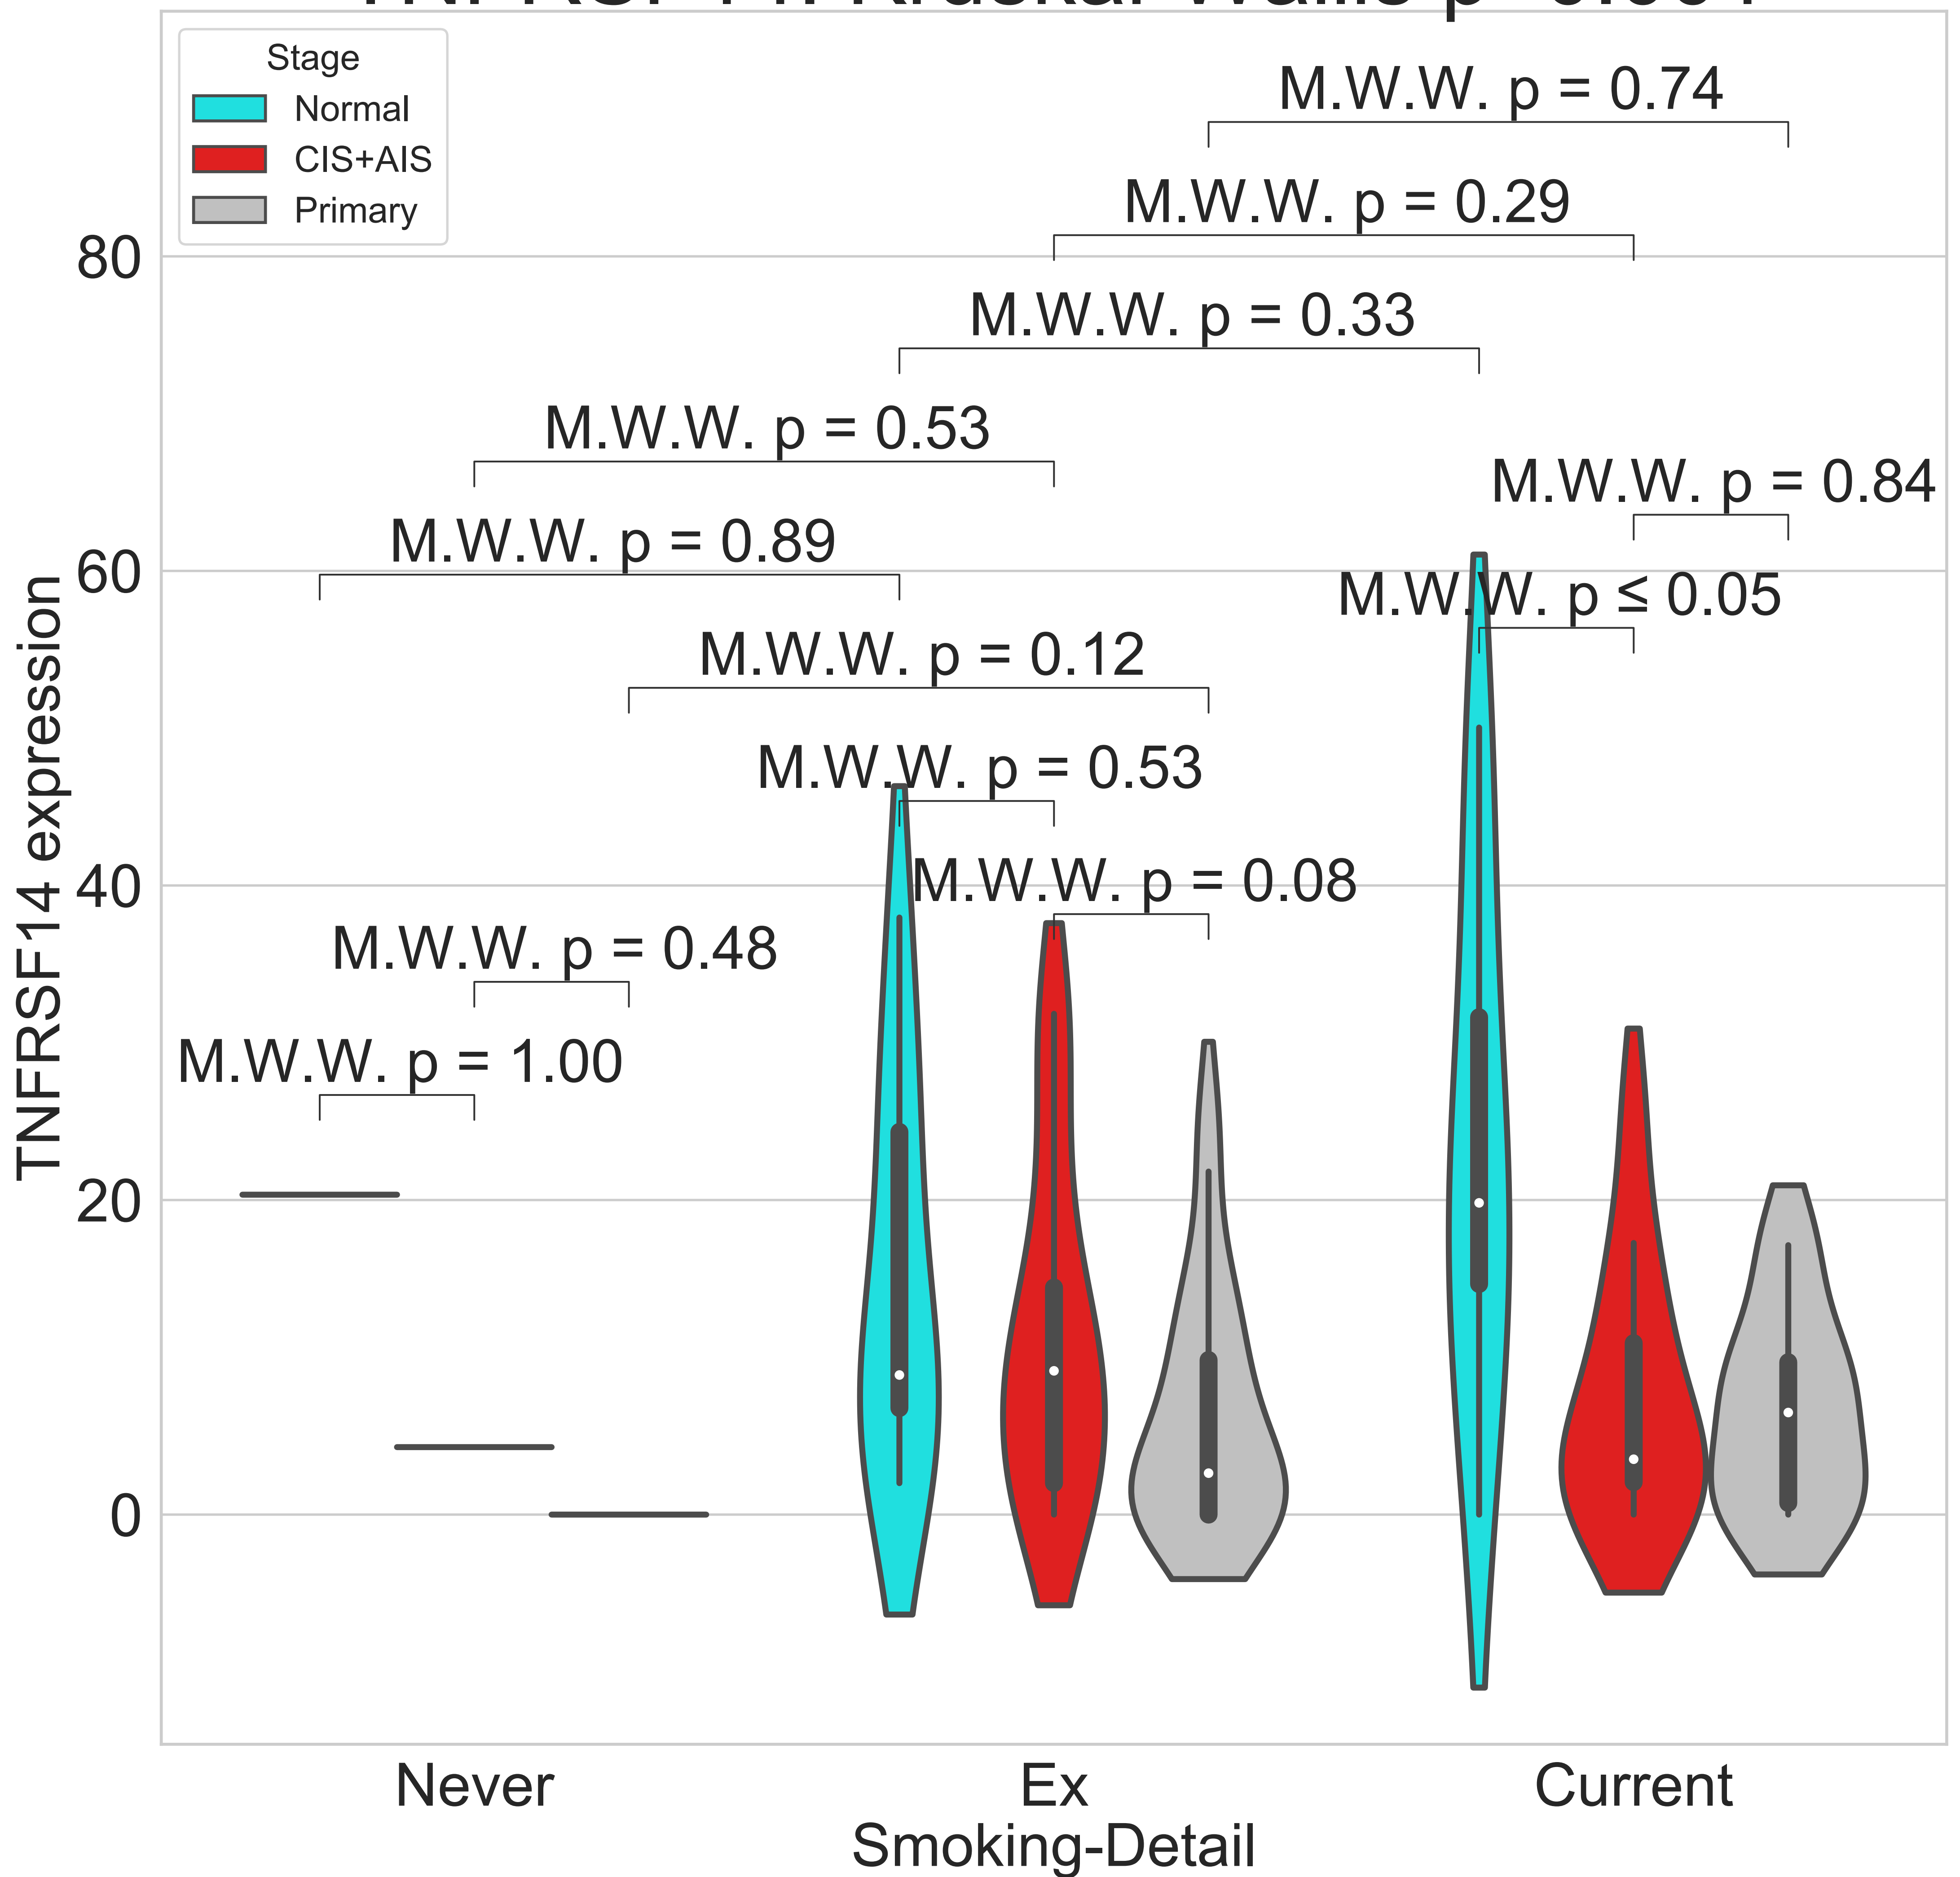 Stage
Normal
CIS+AIS
Primary
M.W.W. p = 0.74
M.W.W. p = 0.29
M.W.W. p = 0.33
M.W.W. p = 0.53
M.W.W. p = 0.84
M.W.W. p = 0.89
M.W.W. p ≤ 0.05
M.W.W. p = 0.12
M.W.W. p = 0.53
M.W.W. p = 0.08
M.W.W. p = 0.48
M.W.W. p = 1.00
TNFRSF14 expression
80
60
40
20
0
Never
Ex
Current
Smoking-Detail